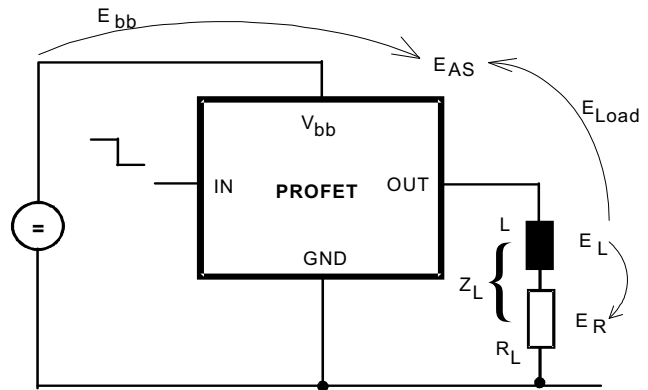 E bb
E AS
E Load
V bb
IN
PROFET
OUT
GND
=
L
E L
Z L
{
E R
R L